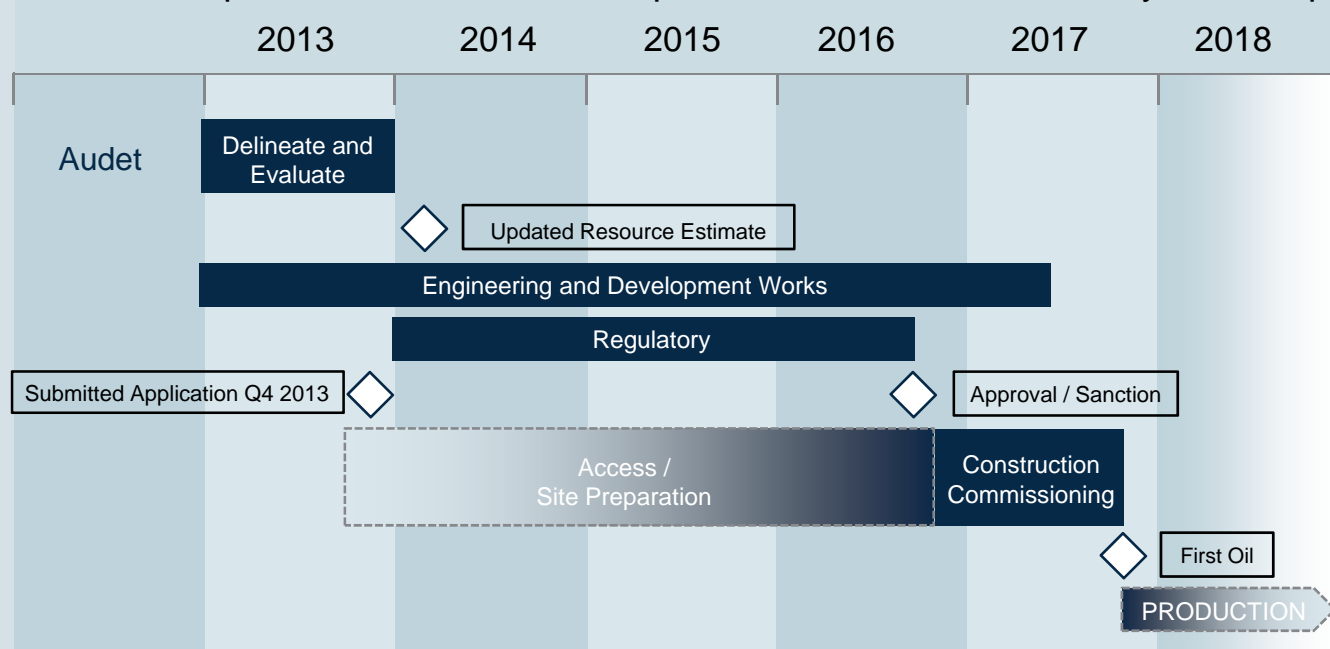 2013 2014 2015 2016 2017 2018
Audet
Delineate and
Evaluate
Updated Resource Estimate
Engineering and Development Works
Regulatory
Submitted Application Q4 2013
Approval / Sanction
Access /
Site Preparation
Construction
Commissioning
First Oil
PRODUCTION